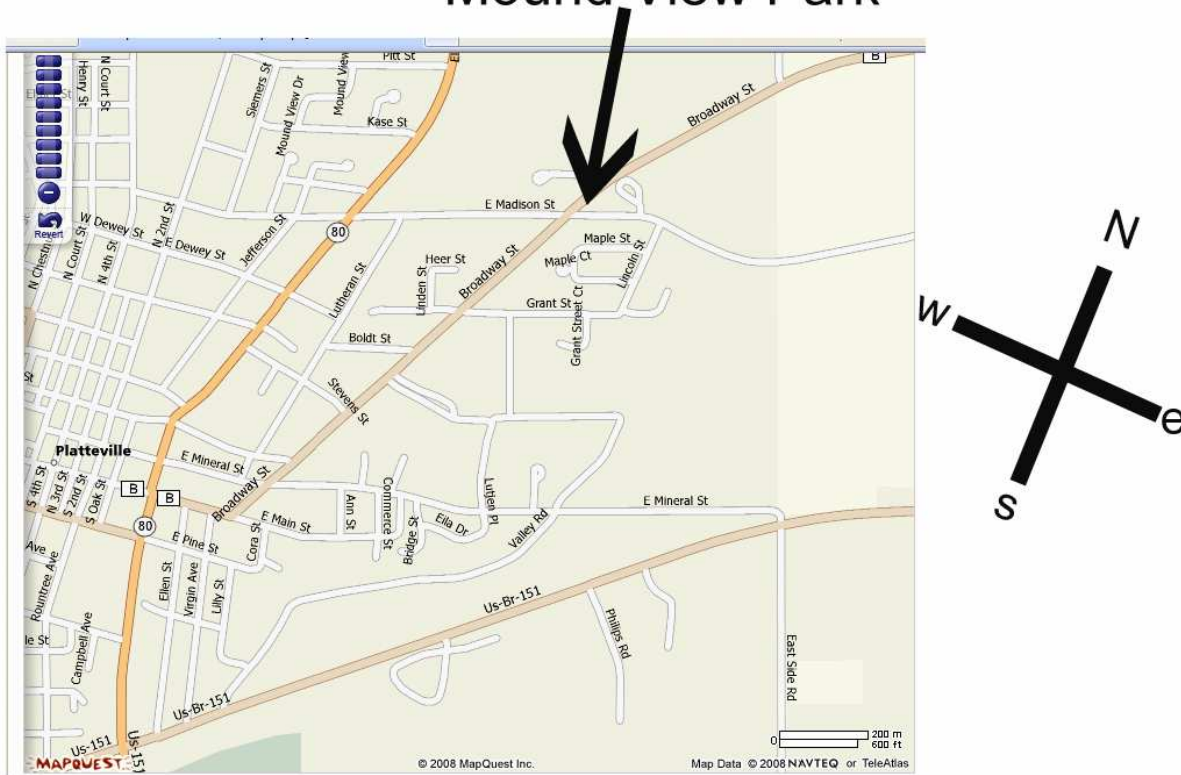 Mound View Park
Pitt St
B
N Court St
Henry St
Siemers St
Mound View Dr
Mound View
Kase St
Broadway St
E Madison St
N 2nd St
W Dewey St
Revert
80
E Dewey St
Jefferson St
N
Maple St
N Court St
N 4th St
Lutheran St
Heer St
Broadway St
Maple Ct
Lincoln St
Linden St
Grant St
w
Grant Street Ct
Boldt St
St
Stevens St
e
Platteville
E Mineral St
S 4th St
N 3rd St
S 2nd St
S Oak St
B
B
Broadway St
Ann St
Commerce St
Lutjen Pl
E Mineral St
s
80
E Main St
Bridge St
Eila Dr
Valley Rd
E Pine St
Cora St
Ave
Rountree Ave
Ellen St
Virgin Ave
Lilly St
Us-Br-151
Philips Rd
le St
Campbell Ave
East Side Rd
Us-Br-151
Us-151
Us-151
200 m
0
600 ft
MAPQUEST
© 2008 MapQuest Inc.
Map Data © 2008 NAVTEQ or TeleAtlas